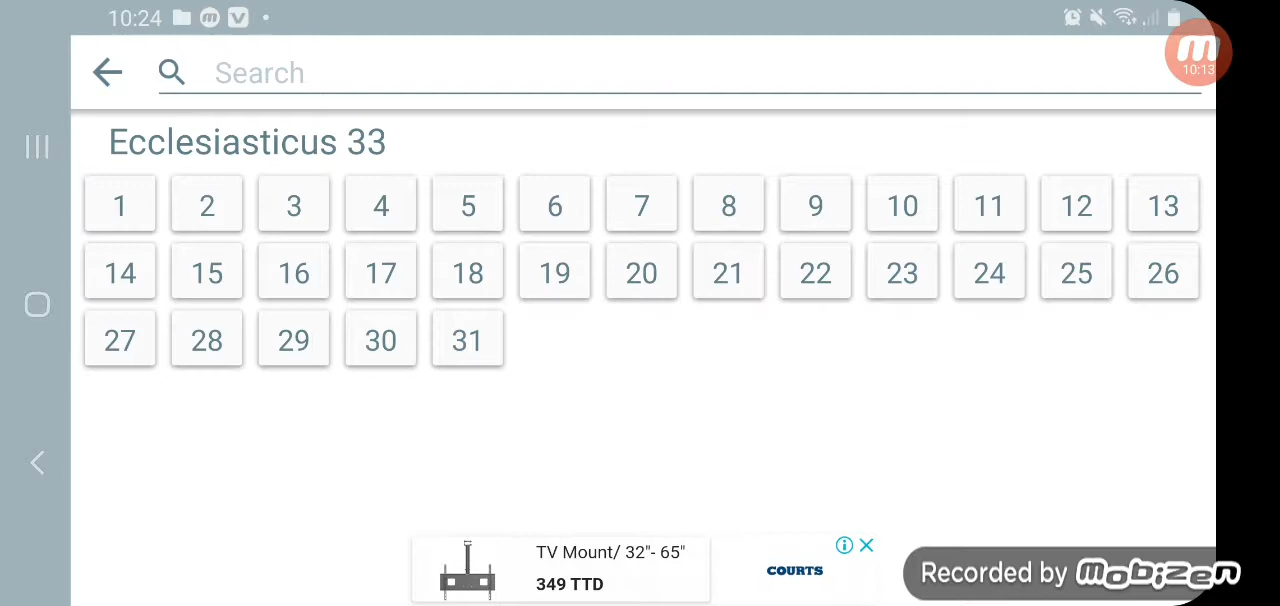 10:24
Search
10:13
Ecclesiasticus 33
1 2 3 4 5 6 7 8 9 10 11 12 13
14 15 16 17 18 19 20 21 22 23 24 25 26
27 28 29 30 31
TV Mount/ 32"- 65"
349 TTD
COURTS
Recorded by mobizen